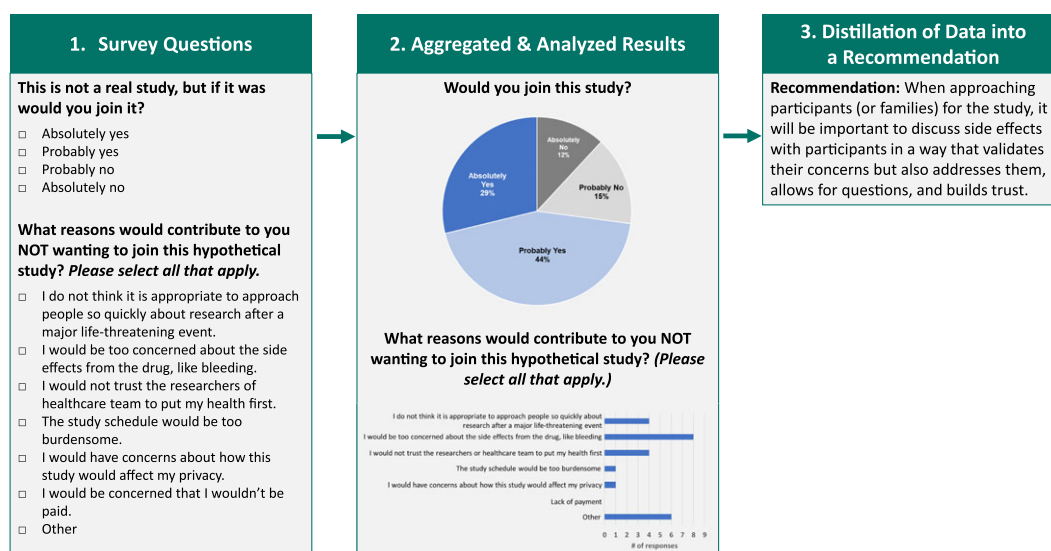 1. Survey Questions
This is not a real study, but if it was
would you join it?
□ Absolutely yes
□ Probably yes
□ Probably no
□ Absolutely no
What reasons would contribute to you
NOT wanting to join this hypothetical
study? Please select all that apply.
□ I do not think it is appropriate to approach
people so quickly about research after a
major life-threatening event.
□ I would be too concerned about the side
effects from the drug, like bleeding.
□ I would not trust the researchers of
healthcare team to put my health first.
□ The study schedule would be too
burdensome.
□ I would have concerns about how this
study would affect my privacy.
□ I would be concerned that I wouldn't be
paid.
□ Other
2. Aggregated & Analyzed Results
Would you join this study?
Absolutely
No
12%
Absolutely
Yes
29%
Probably No
15%
Probably Yes
44%
What reasons would contribute to you NOT
wanting to join this hypothetical study? (Please
select all that apply.)
I do not think it is appropriate to approach people so quickly about
research after a major life-threatening event
I would be too concerned about the side effects from the drug, like bleeding
I would not trust the researchers or healthcare team to put my health first
The study schedule would be too burdensome
I would have concerns about how this study would affect my privacy
Lack of payment
Other
0 1 2 3 4 5 6 7 8 9
# of responses
3. Distillation of Data into
a Recommendation
Recommendation: When approaching
participants (or families) for the study, it
will be important to discuss side effects
with participants in a way that validates
their concerns but also addresses them,
allows for questions, and builds trust.